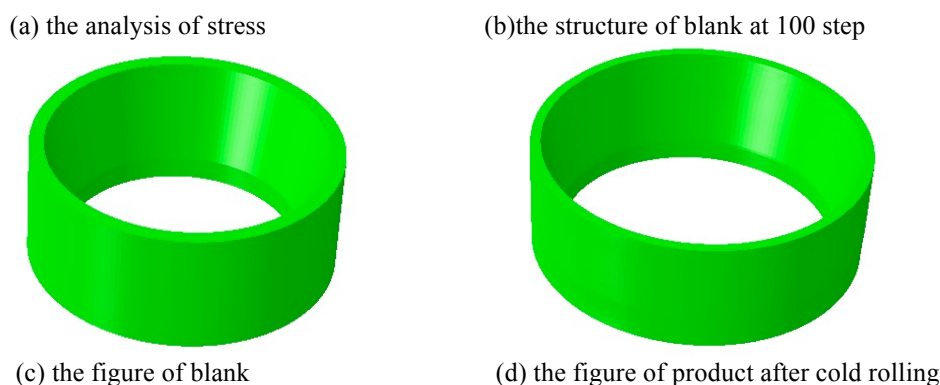 (a) the analysis of stress
(b)the structure of blank at 100 step
(c) the figure of blank
(d) the figure of product after cold rolling